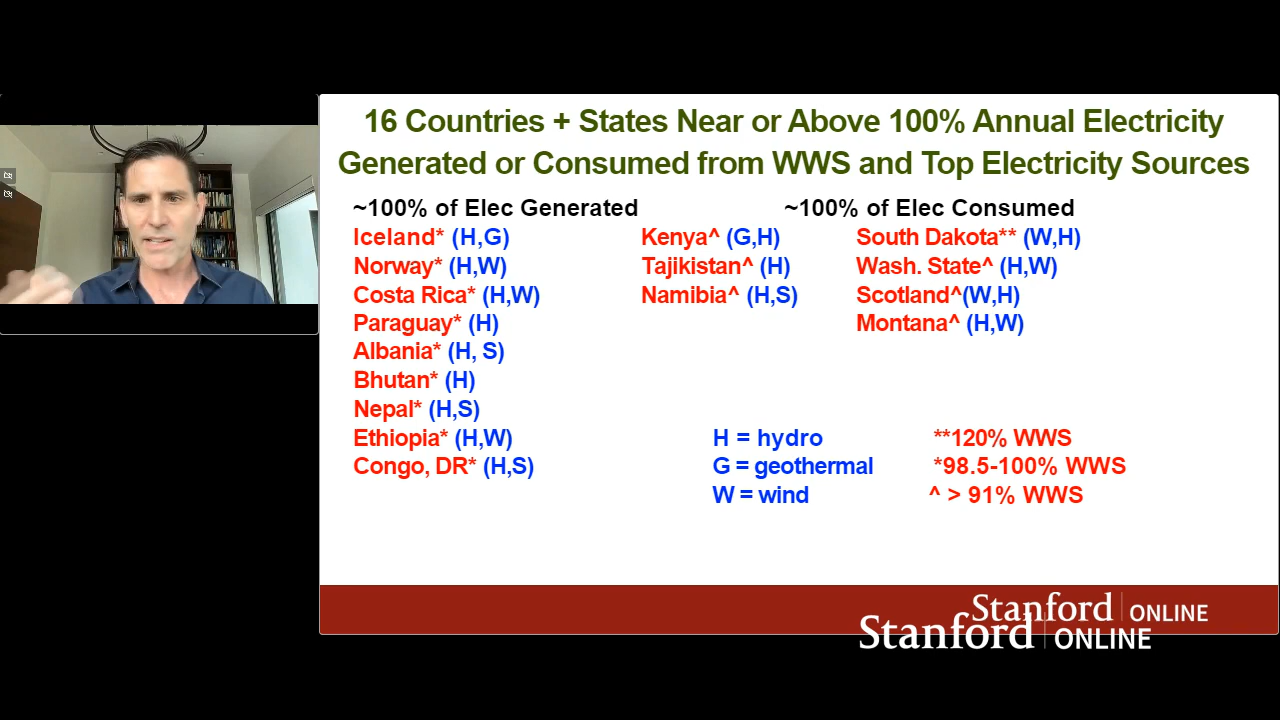 16 Countries + States Near or Above 100% Annual Electricity
Generated or Consumed from WWS and Top Electricity Sources
~100% of Elec Generated
Iceland* (H,G)
Norway* (H,W)
Costa Rica* (H,W)
Paraguay* (H)
Albania* (H, S)
Bhutan* (H)
Nepal* (H,S)
Ethiopia* (H,W)
Congo, DR* (H,S)
Kenya^ (G,H)
Tajikistan^ (H)
Namibia^ (H,S)
~100% of Elec Consumed
South Dakota** (W,H)
Wash. State^ (H,W)
Scotland^(W,H)
Montana^ (H,W)
H = hydro
G = geothermal
W = wind
**120% WWS
*98.5-100% WWS
^ > 91% WWS
Stanford ONLINE
Stanford ONLINE